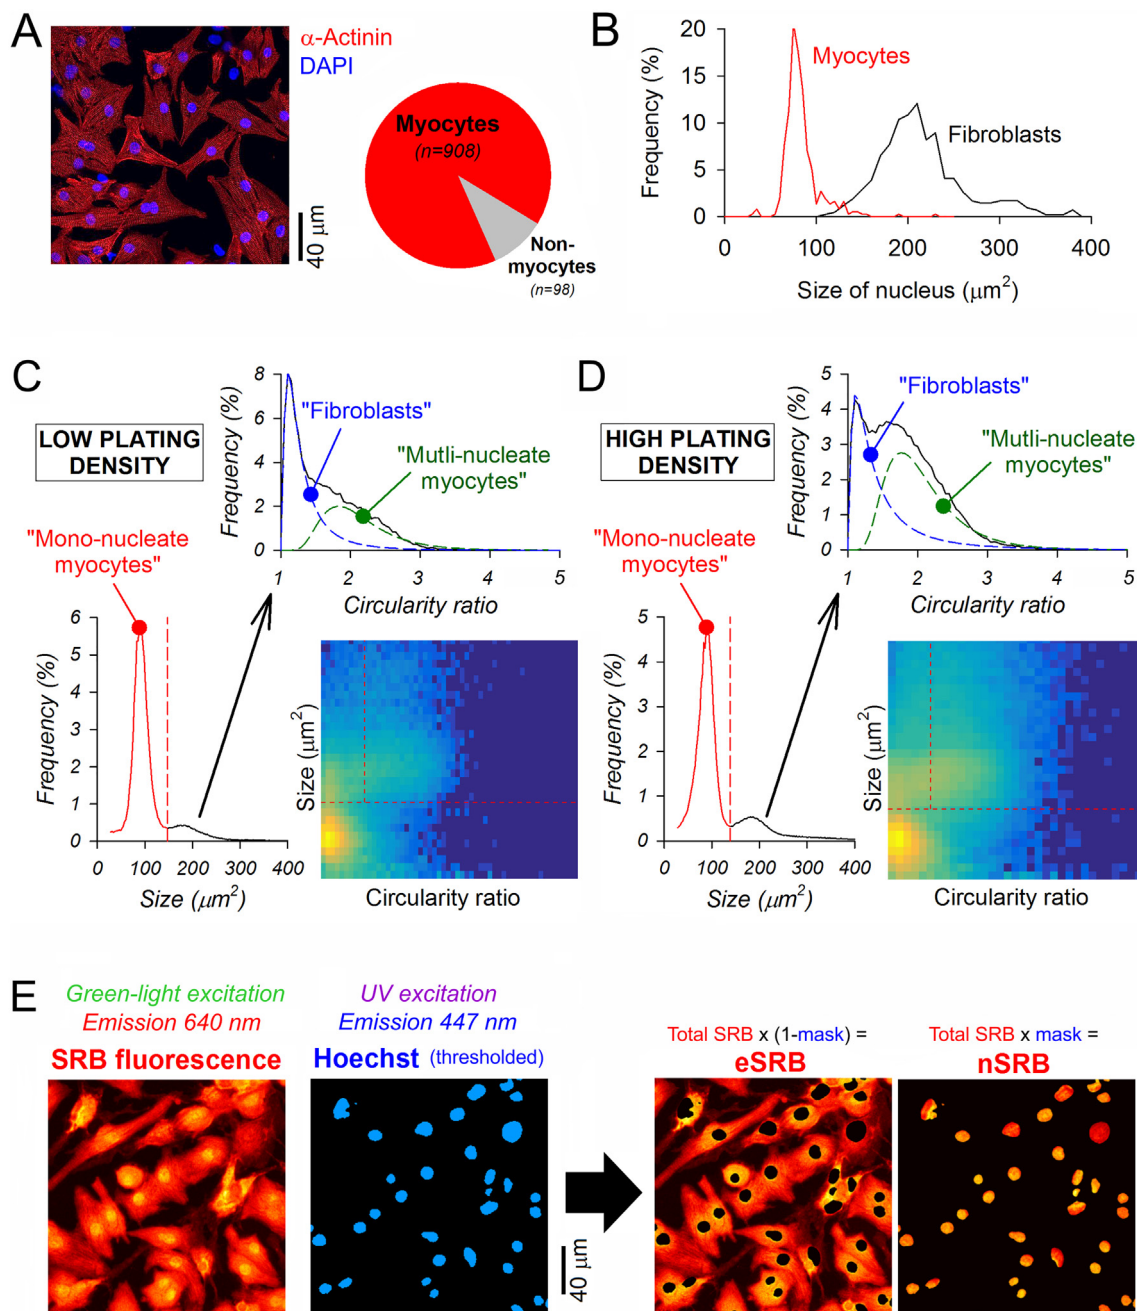 A
α-Actinin
DAPI
40 μm
Myocytes
(n=908)
Non-
myocytes
(n=98)
B
Frequency (%)
20
15
10
5
0
Myocytes
Fibroblasts
0 100 200 300 400
Size of nucleus (μm²)
C
LOW PLATING
DENSITY
Frequency (%)
8
6
4
2
0
"Fibroblasts"
"Mutli-nucleate
myocytes"
1 2 3 4 5
Circularity ratio
"Mono-nucleate
myocytes"
Frequency (%)
6
5
4
3
2
1
0
0 100 200 300 400
Size (μm²)
Size (μm²)
Circularity ratio
D
HIGH PLATING
DENSITY
Frequency (%)
5
4
3
2
1
0
"Fibroblasts"
"Mutli-nucleate
myocytes"
1 2 3 4 5
Circularity ratio
"Mono-nucleate
myocytes"
Frequency (%)
5
4
3
2
1
0
0 100 200 300 400
Size (μm²)
Size (μm²)
Circularity ratio
E
Green-light excitation
Emission 640 nm
SRB fluorescence
UV excitation
Emission 447 nm
Hoechst (thresholded)
40 μm
Total SRB x (1-mask) =
eSRB
Total SRB x mask =
nSRB